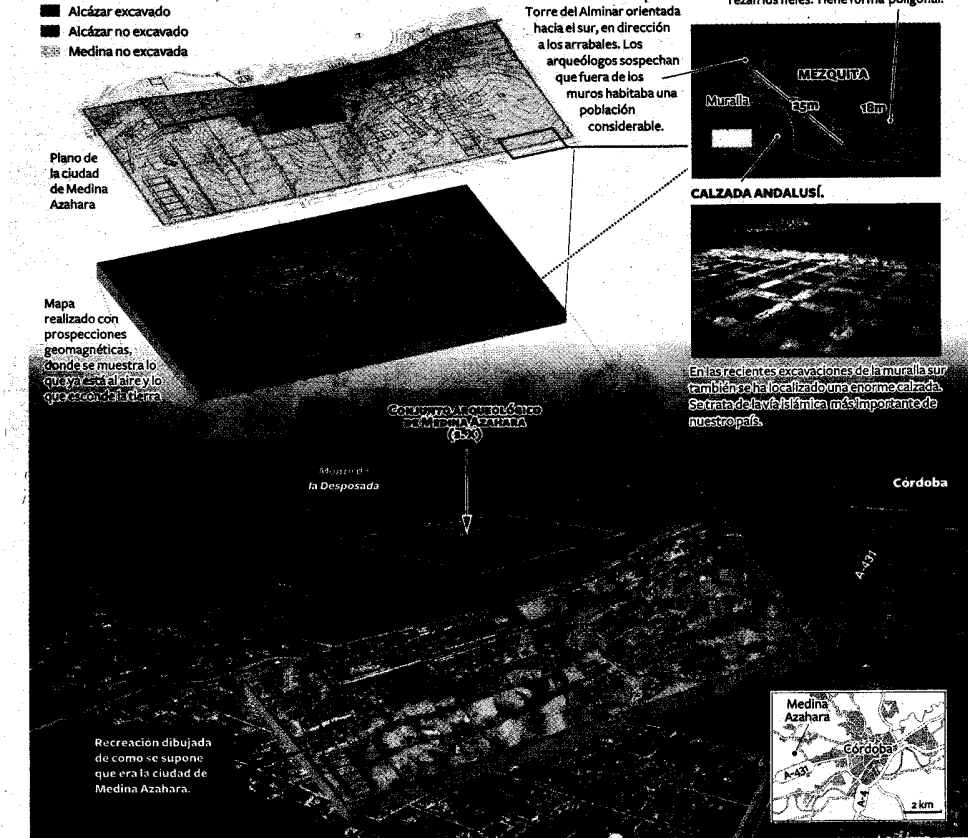 Alcázar excavado
Alcázar no excavado
Medina no excavada
Plano de
la ciudad
de Medina
Azahara
Torre del Alminar orientada
hacia el sur, en dirección
a los arrabales. Los
arqueólogos sospechan
que fuera de los
muros habitaba una
población
considerable.
rezan los fieles. Tiene forma poligonal.
MEZQUITA
Muralla
25m
18m
CALZADA ANDALUSÍ.
Mapa
realizado con
prospecciones
geomagnéticas,
donde se muestra lo
que ya está al aire y lo
que esconde la tierra
En las recientes excavaciones de la muralla sur
también se ha localizado una enorme calzada.
Se trata de la vía islámica más importante de
nuestro país.
CONJUNTO ARQUEOLÓGICO
DE MEDINA AZAHARA
(S. X)
la Desposada
Córdoba
A-431
Recreación dibujada
de como se supone
que era la ciudad de
Medina Azahara.
Medina
Azahara
Córdoba
A-431
A-4
2 km